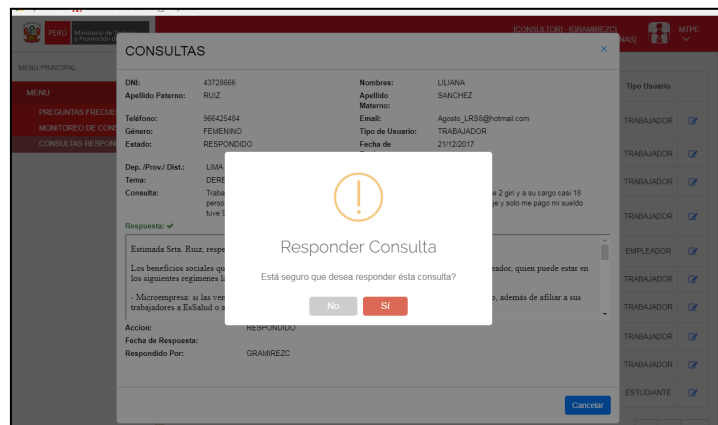 PERÚ
Ministerio de Trabajo
y Promoción d
[CONSULTOR] - [GRAMIREZC]
NAS]
MTPE
CONSULTAS
×
MENU PRINCIPAL
MENU
PREGUNTAS FRECUE
MONITOREO DE CONS
CONSULTAS RESPON
DNI: 43728666 Nombres: LILIANA
Apellido Paterno: RUIZ Apellido Materno: SANCHEZ
Teléfono: 966425484 Email: Agosto_LRS8@hotmail.com
Género: FEMENINO Tipo de Usuario: TRABAJADOR
Estado: RESPONDIDO Fecha de 21/12/2017
Dep. /Prov./ Dist.: LIMA
Tema: DERE
Consulta: Traba e 2 gin y a su cargo casi 18
perso je y solo me pago mi sueldo
tuve 9
Respuesta: ✔
Estimada Srta. Ruiz, respe
Los beneficios sociales qu eador, quien puede estar en
los siguientes regimenes la
- Microempresa: si las ven o, además de afiliar a sus
trabajadores a EsSalud o a
Responder Consulta
Está seguro que desea responder ésta consulta?
No Sí
Accion: RESPONDIDO
Fecha de Respuesta:
Respondido Por: GRAMIREZC
Cancelar
Tipo Usuario
TRABAJADOR
TRABAJADOR
TRABAJADOR
TRABAJADOR
EMPLEADOR
TRABAJADOR
TRABAJADOR
TRABAJADOR
ESTUDIANTE